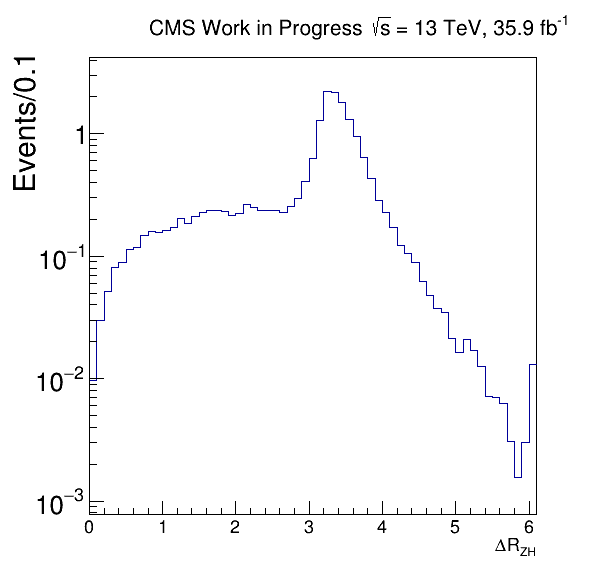 CMS Work in Progress √s = 13 TeV, 35.9 fb⁻¹
Events/0.1
1
10⁻¹
10⁻²
10⁻³
0 1 2 3 4 5 6
ΔR_ZH